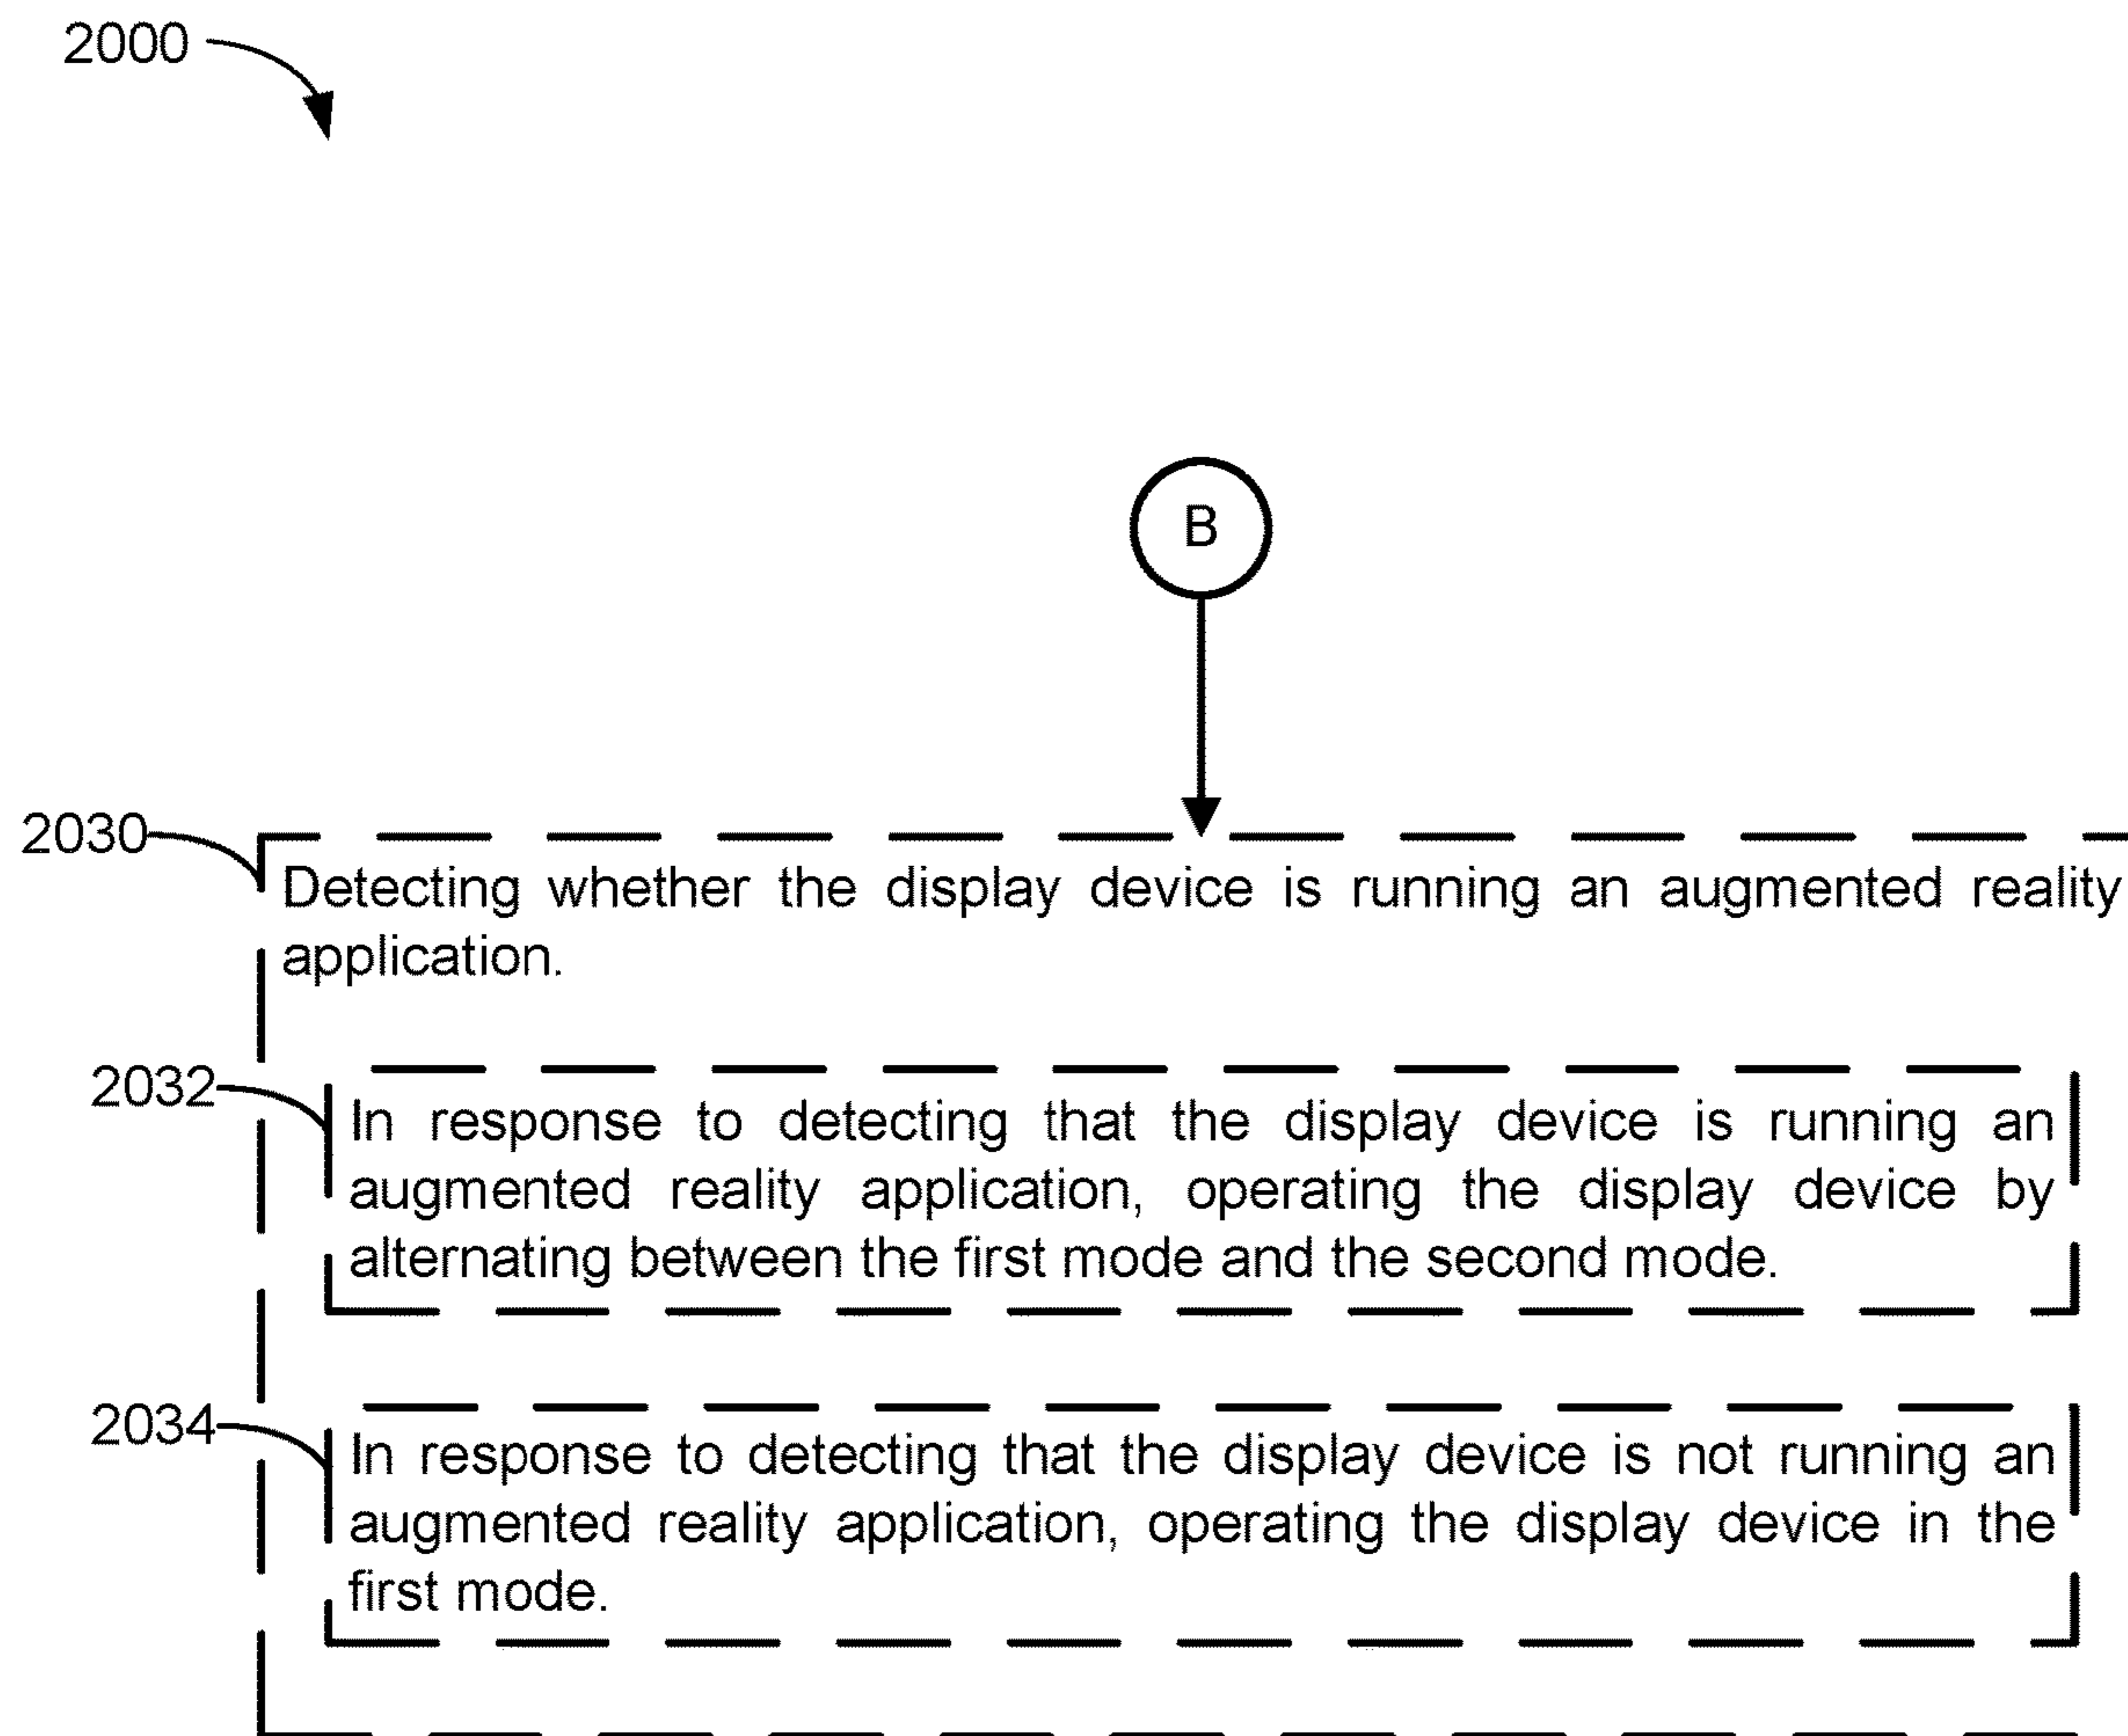 2000
B
2030
Detecting whether the display device is running an augmented reality
application.
2032
In response to detecting that the display device is running an
augmented reality application, operating the display device by
alternating between the first mode and the second mode.
2034
In response to detecting that the display device is not running an
augmented reality application, operating the display device in the
first mode.